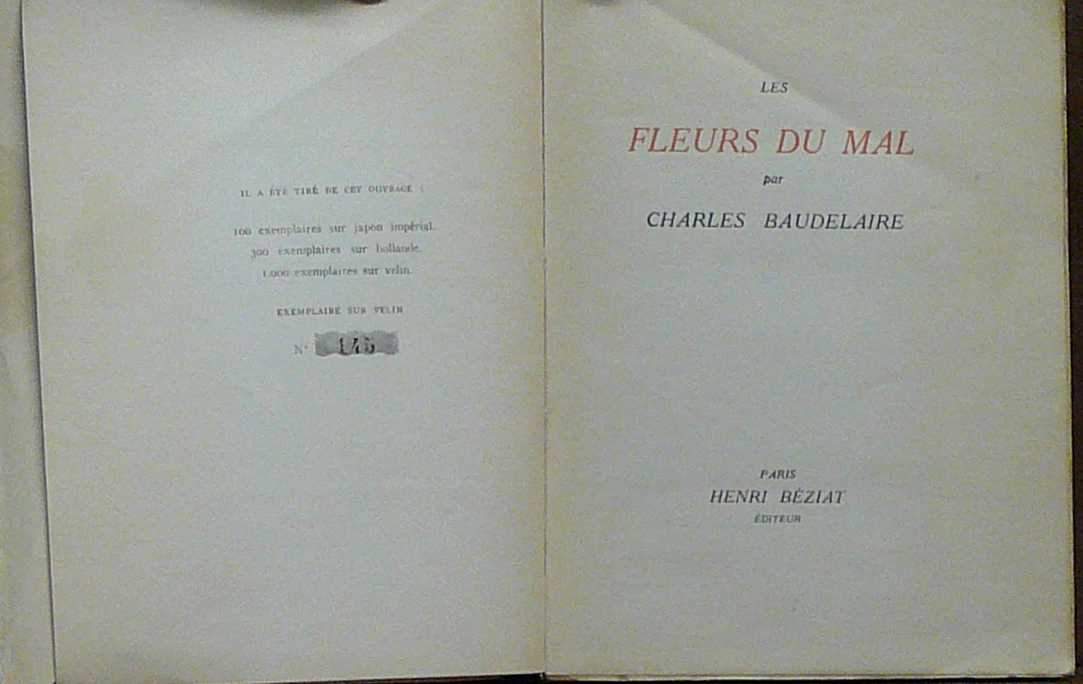 IL A ÉTÉ TIRÉ DE CET OUVRAGE :
100 exemplaires sur japon impérial.
300 exemplaires sur hollande.
1.000 exemplaires sur velin.
EXEMPLAIRE SUR VELIN
N° 145
LES
FLEURS DU MAL
par
CHARLES BAUDELAIRE
PARIS
HENRI BÉZIAT
ÉDITEUR